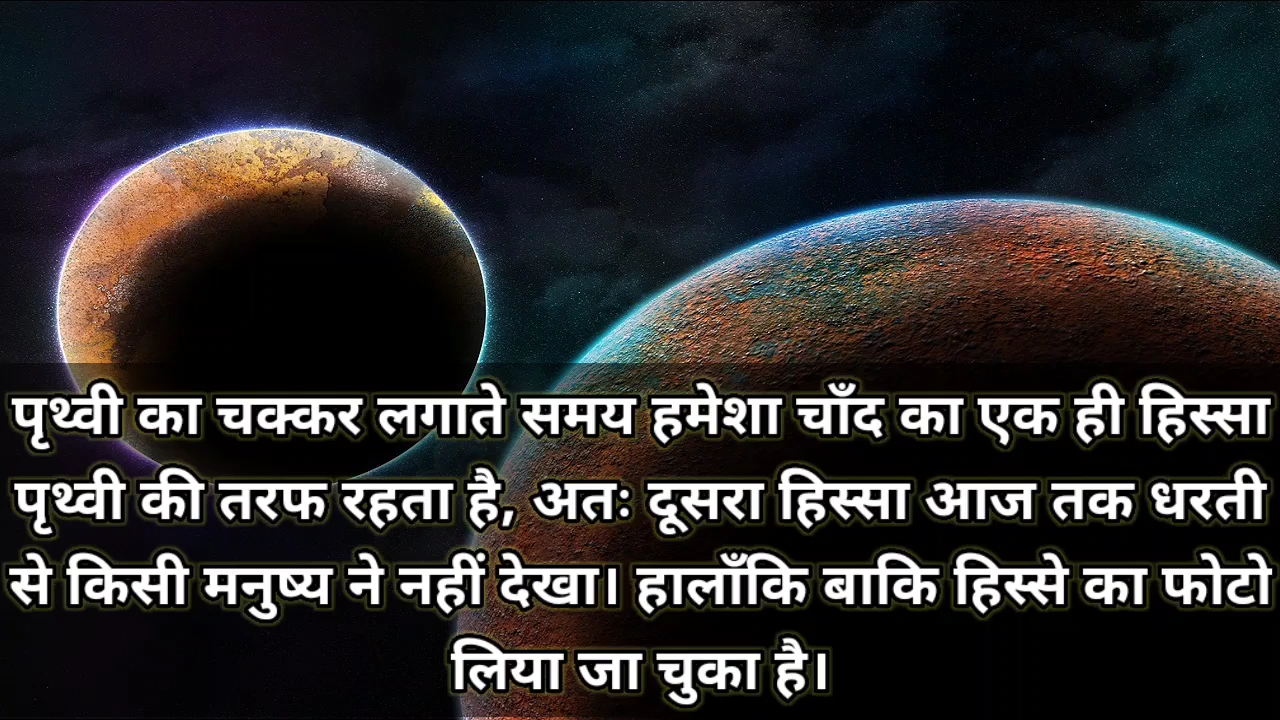 पृथ्वी का चक्कर लगाते समय हमेशा चाँद का एक ही हिस्सा
पृथ्वी की तरफ रहता है, अतः दूसरा हिस्सा आज तक धरती
से किसी मनुष्य ने नहीं देखा। हालाँकि बाकि हिस्से का फोटो
लिया जा चुका है।